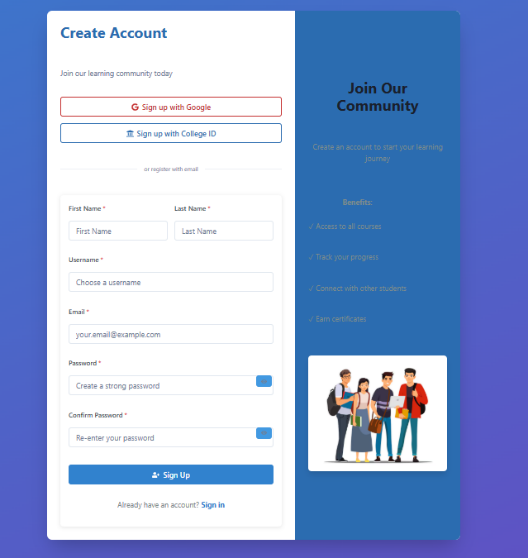 Create Account
Join our learning community today
Sign up with Google
Sign up with College ID
or register with email
First Name *
Last Name *
First Name
Last Name
Username *
Choose a username
Email *
your.email@example.com
Password *
Create a strong password
Confirm Password *
Re-enter your password
Sign Up
Already have an account? Sign in
Join Our
Community
Create an account to start your learning
journey
Benefits:
✓ Access to all courses
✓ Track your progress
✓ Connect with other students
✓ Earn certificates